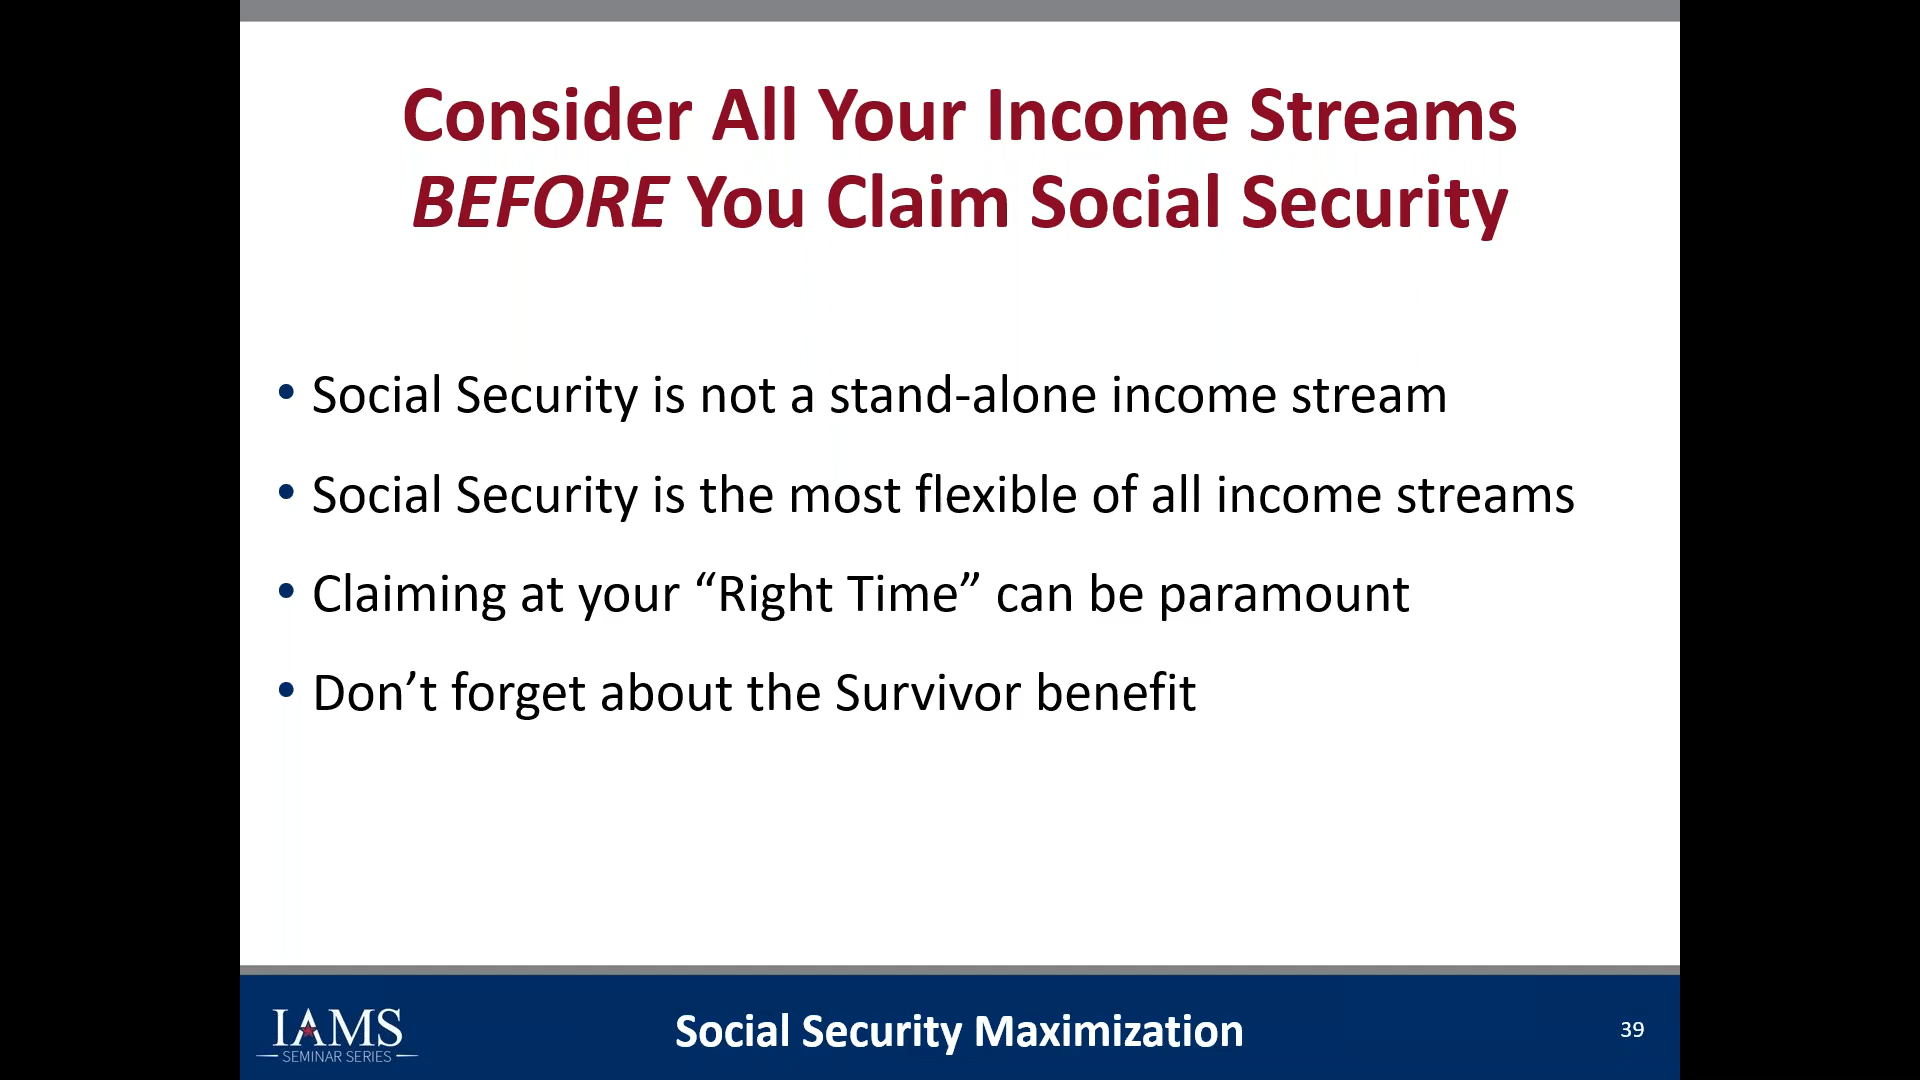 Consider All Your Income Streams
BEFORE You Claim Social Security
• Social Security is not a stand-alone income stream
• Social Security is the most flexible of all income streams
• Claiming at your “Right Time” can be paramount
• Don’t forget about the Survivor benefit
IAMS
SEMINAR SERIES
Social Security Maximization
39